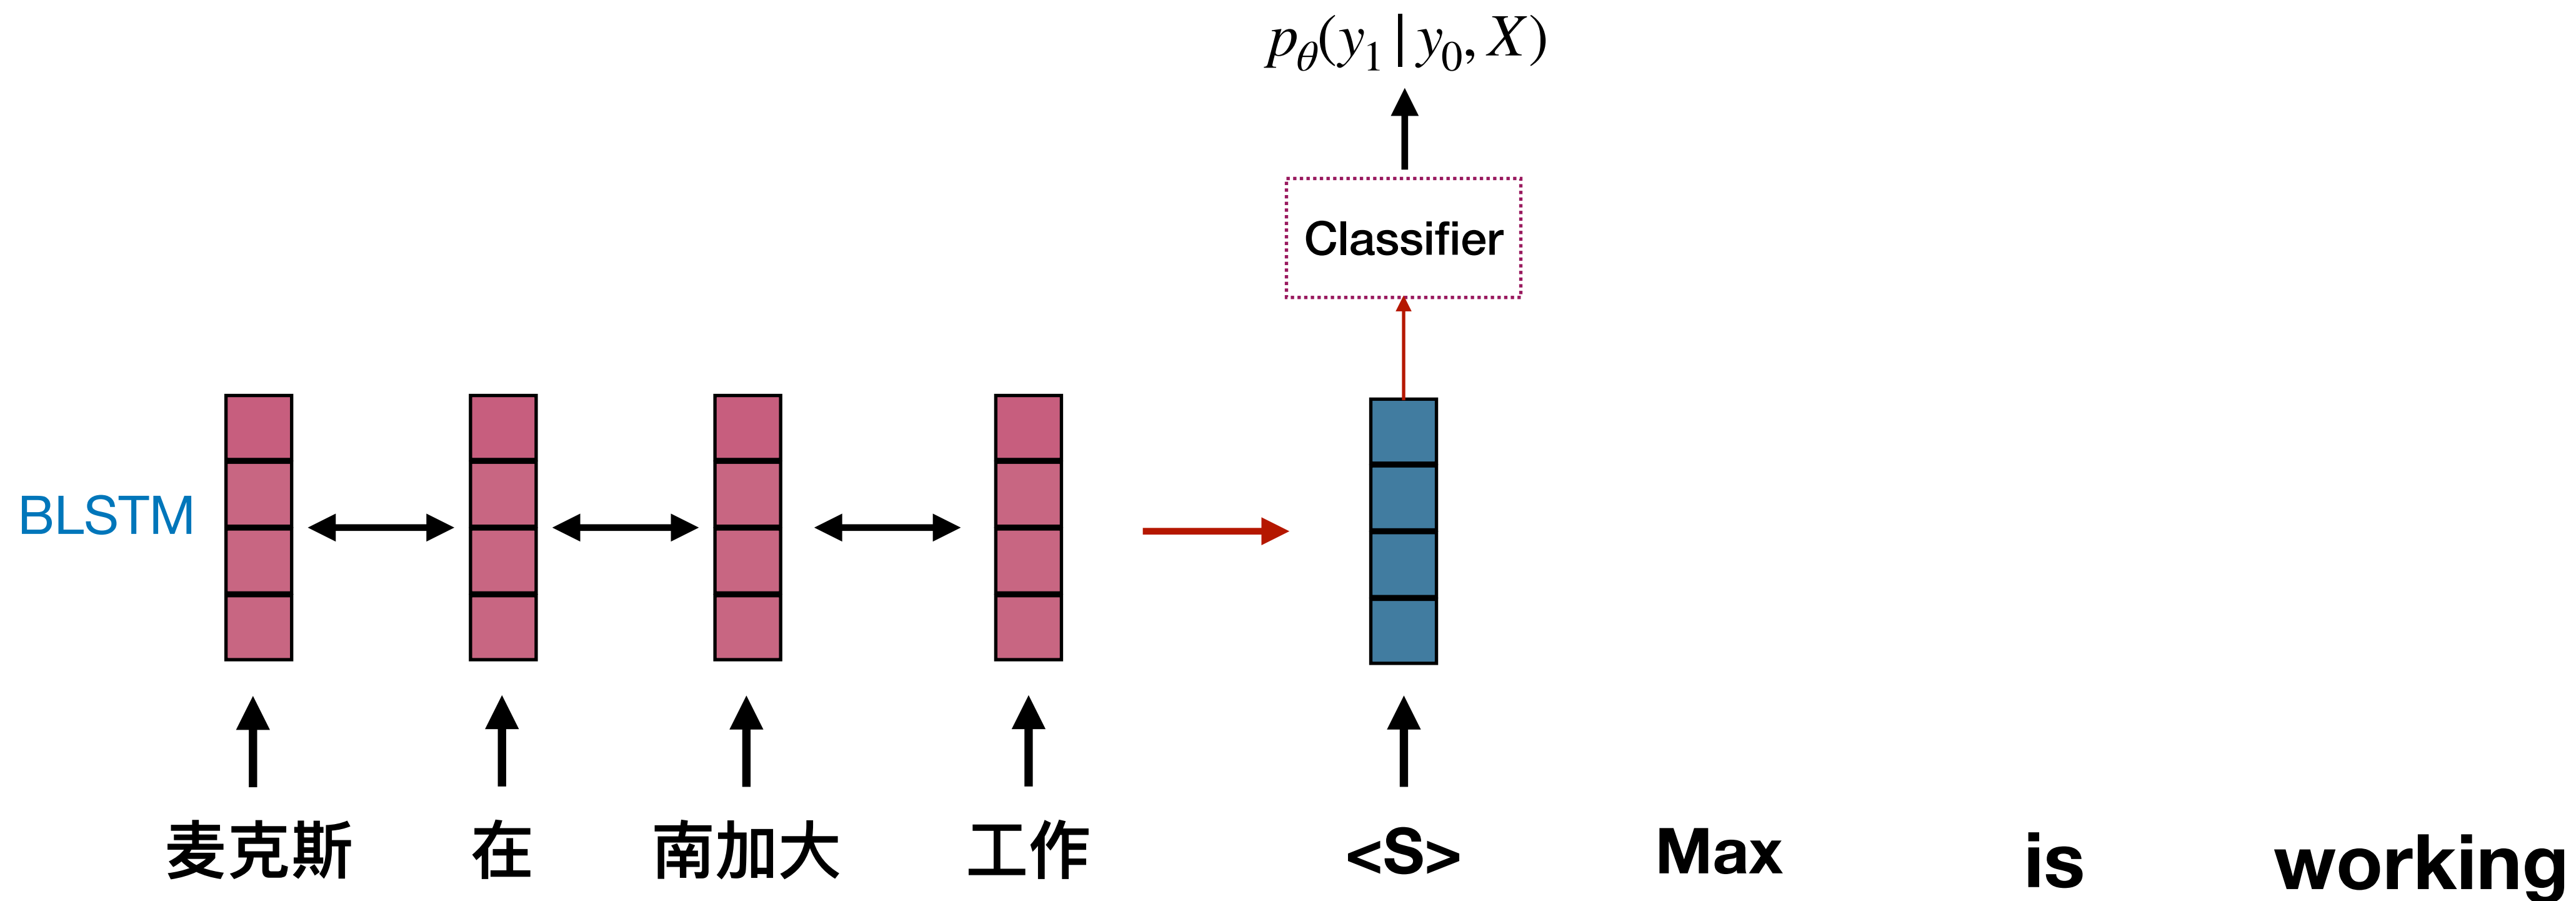 pθ(y1 | y0, X)
Classifier
BLSTM
麦克斯 在 南加大 工作 <S> Max is working